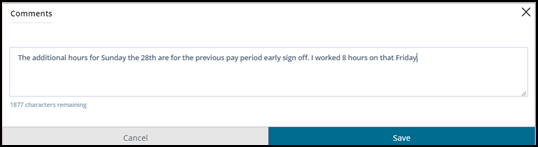 Comments
The additional hours for Sunday the 28th are for the previous pay period early sign off. I worked 8 hours on that Friday
1877 characters remaining
Cancel
Save